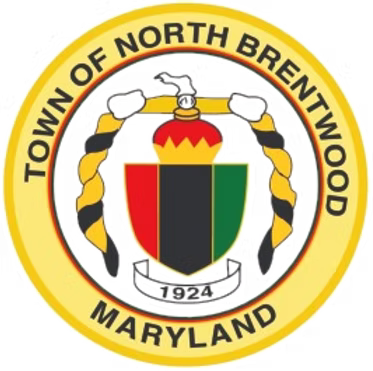 TOWN OF NORTH BRENTWOOD
1924
MARYLAND